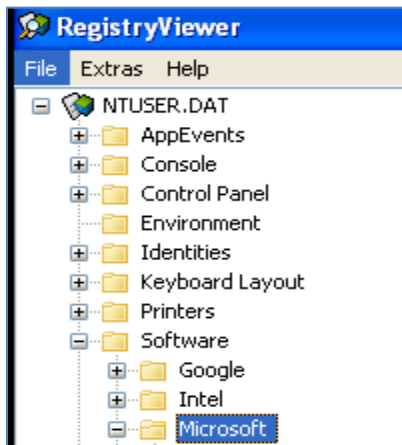 RegistryViewer
File Extras Help
NTUSER.DAT
AppEvents
Console
Control Panel
Environment
Identities
Keyboard Layout
Printers
Software
Google
Intel
Microsoft